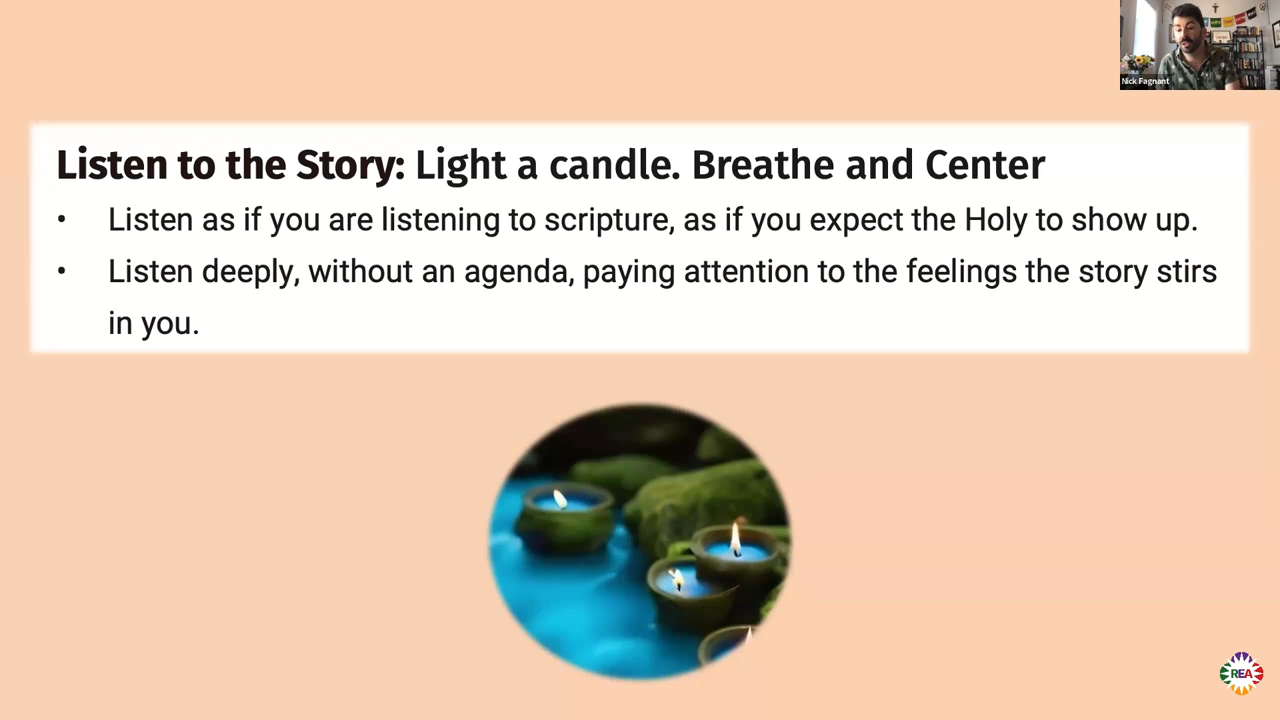 Nick Fagnant
Listen to the Story: Light a candle. Breathe and Center
• Listen as if you are listening to scripture, as if you expect the Holy to show up.
• Listen deeply, without an agenda, paying attention to the feelings the story stirs
in you.
REA